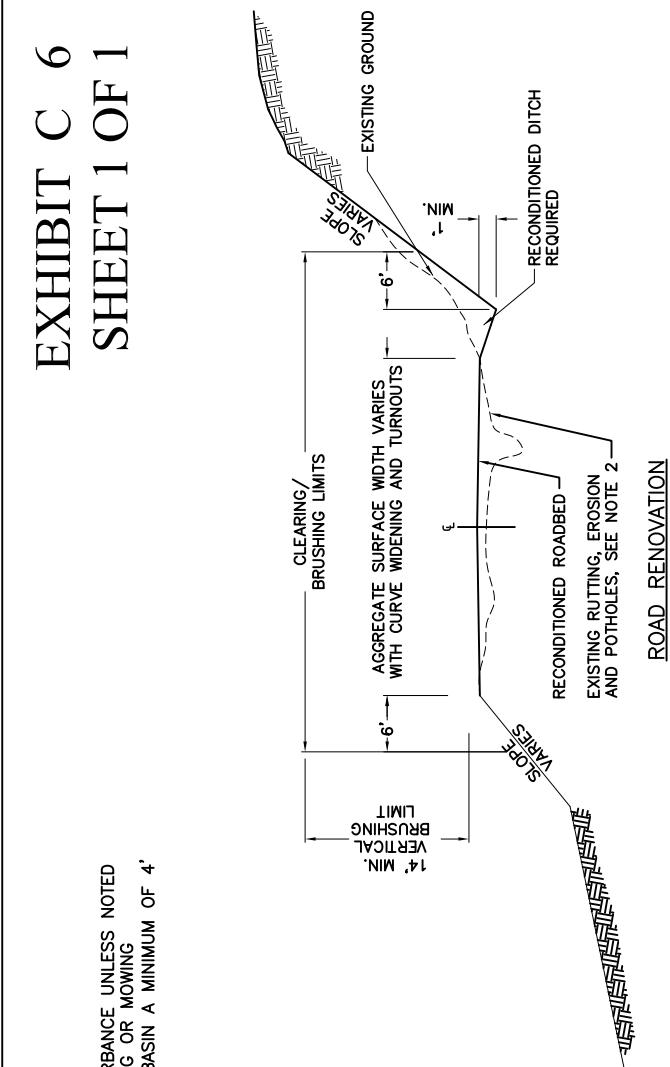 EXHIBIT C 6
SHEET 1 OF 1
UNLESS NOTED
OR MOWING
BASIN A MINIMUM OF 4'
CLEARING/
BRUSHING LIMITS
14' MIN.
VERTICAL
BRUSHING
LIMIT
6'
AGGREGATE SURFACE WIDTH VARIES
WITH CURVE WIDENING AND TURNOUTS
6'
SLOPE
VARIES
1'
MIN.
EXISTING GROUND
SLOPE
VARIES
CL
RECONDITIONED DITCH
REQUIRED
RECONDITIONED ROADBED
EXISTING RUTTING, EROSION
AND POTHOLES, SEE NOTE 2
ROAD RENOVATION